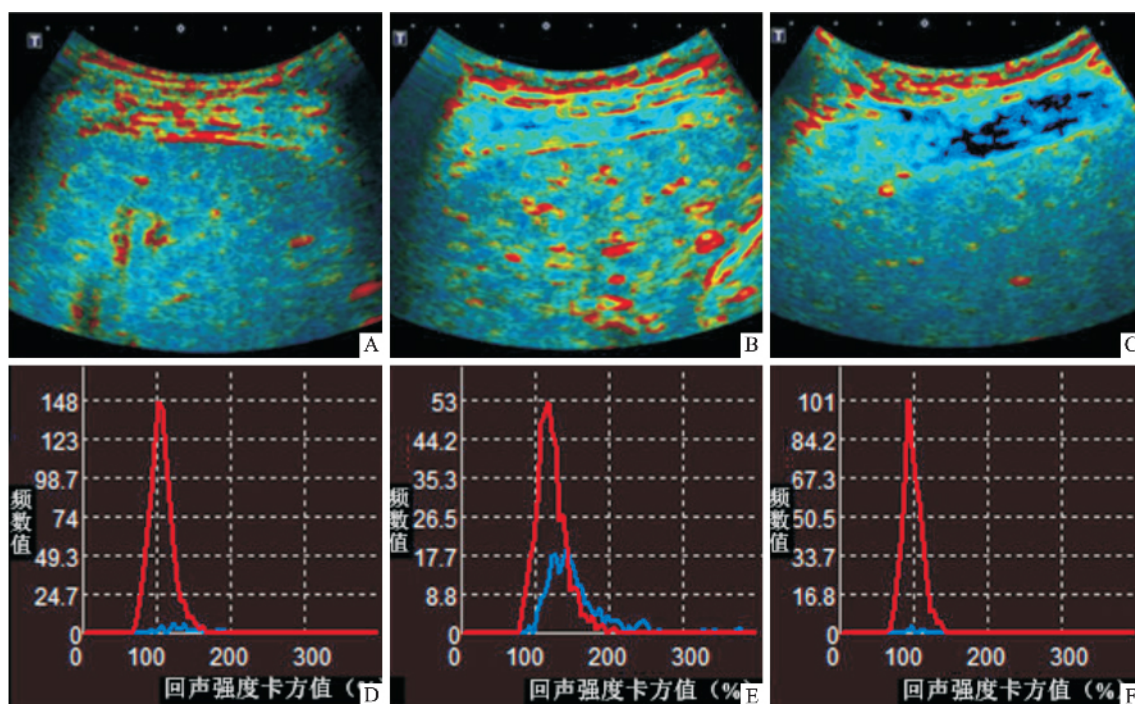 T
T
T
A
B
C
148
123
98.7
74
49.3
24.7
0
频
数
值
0 100 200 300
回声强度卡方值（%）
D
53
44.2
35.3
26.5
17.7
8.8
0
频
数
值
0 100 200 300
回声强度卡方值（%）
E
101
84.2
67.3
50.5
33.7
16.8
0
频
数
值
0 100 200 300
回声强度卡方值（%）
F